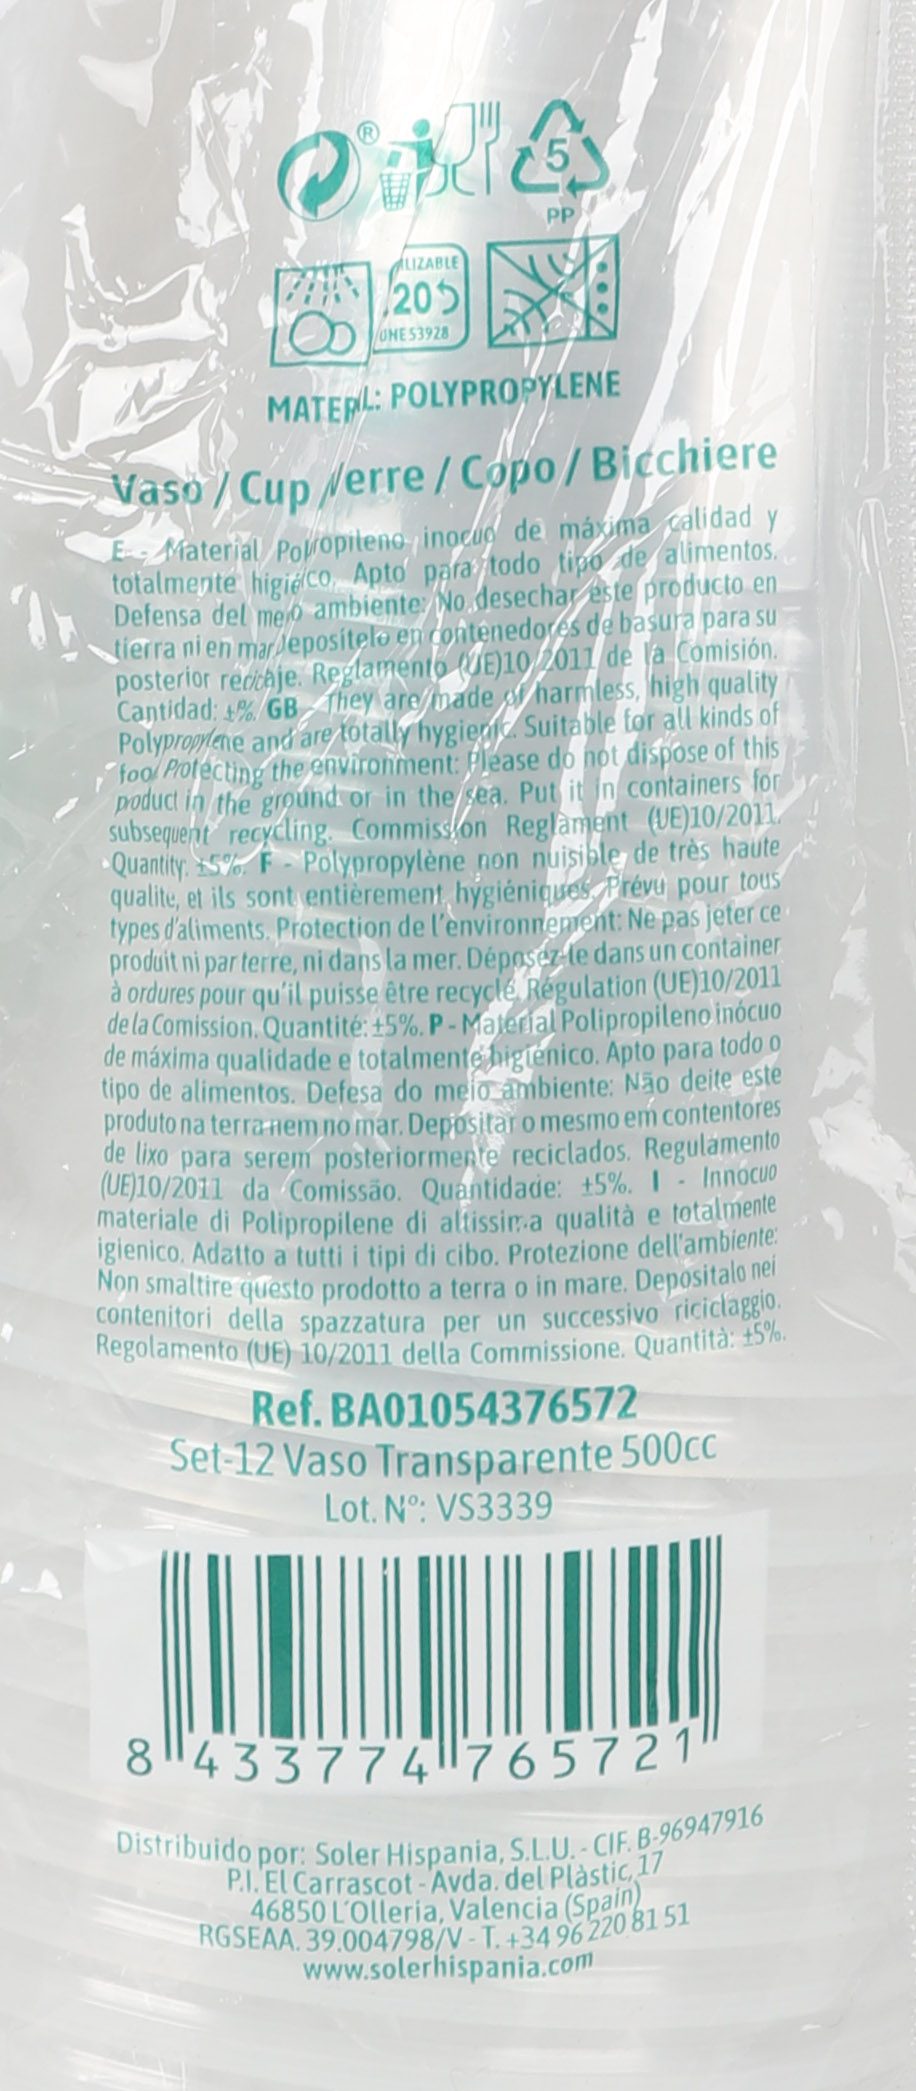 ®
5
PP
LIZABLE
20
UNE 53928
POLYPROPYLENE
Vaso / Cup / Verre / Copo / Bicchiere
E - Material inocuo de máxima calidad y
totalmente Apto para todo tipo de alimentos.
Defensa del ambiente: No desechar este producto en
tierra ni en mar en contenedores de basura para su
posterior Reglamento (UE)10/2011 de la Comisión.
Cantidad: GB They are made of harmless, high quality
Polypropylene and are totally hygienic. Suitable for all kinds of
Protecting the environment: Please do not dispose of this
in the ground or in the sea. Put it in containers for
subsequent recycling. Commission Reglament (UE)10/2011.
Quantity. ±5%. F - Polypropylène non nuisible, de très haute
qualite, et ils sont entièrement hygiéniques. Prévu pour tous
types d'aliments. Protection de l'environnement: Ne pas jeter ce
produit ni par terre, ni dans la mer. Déposez-le dans un container
à ordures pour qu'il puisse être recyclé. Régulation (UE)10/2011
de la Comission. Quantité: ±5%. P - Material Polipropileno inócuo
de máxima qualidade e totalmente higiénico. Apto para todo o
tipo de alimentos. Defesa do meio ambiente: Não deite este
produto na terra nem no mar. Depositar o mesmo em contentores
de lixo para serem posteriormente reciclados. Regulamento
(UE)10/2011 da Comissão. Quantidade: ±5%. I - Innocuo
materiale di Polipropilene di altissima qualità e totalmente
igienico. Adatto a tutti i tipi di cibo. Protezione dell'ambiente:
Non smaltire questo prodotto a terra o in mare. Depositalo nei
contenitori della spazzatura per un successivo riciclaggio.
Regolamento (UE) 10/2011 della Commissione. Quantità: ±5%.
Ref. BA01054376572
Set-12 Vaso Transparente 500cc
Lot. Nº: VS3339
8 433774 765721
Distribuido por: Soler Hispania, S.L.U. - CIF. B-96947916
P.I. El Carrascot - Avda. del Plàstic, 17
46850 L'Olleria, Valencia (Spain)
RGSEAA. 39.004798/V - T. +34 96 220 81 51
www.solerhispania.com